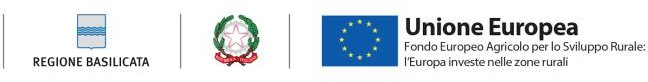 REGIONE BASILICATA
Unione Europea
Fondo Europeo Agricolo per lo Sviluppo Rurale:
l'Europa investe nelle zone rurali